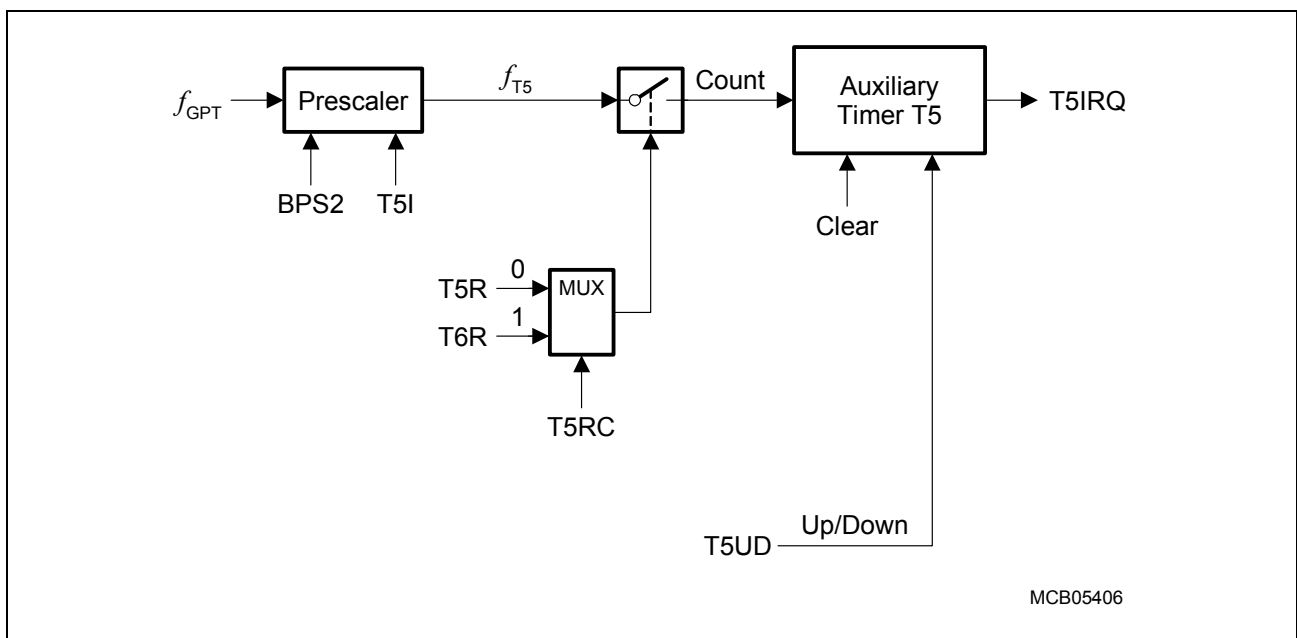 fGPT
Prescaler
fT5
Count
Auxiliary
Timer T5
T5IRQ
BPS2
T5I
Clear
T5R
0
MUX
T6R
1
T5RC
Up/Down
T5UD
MCB05406